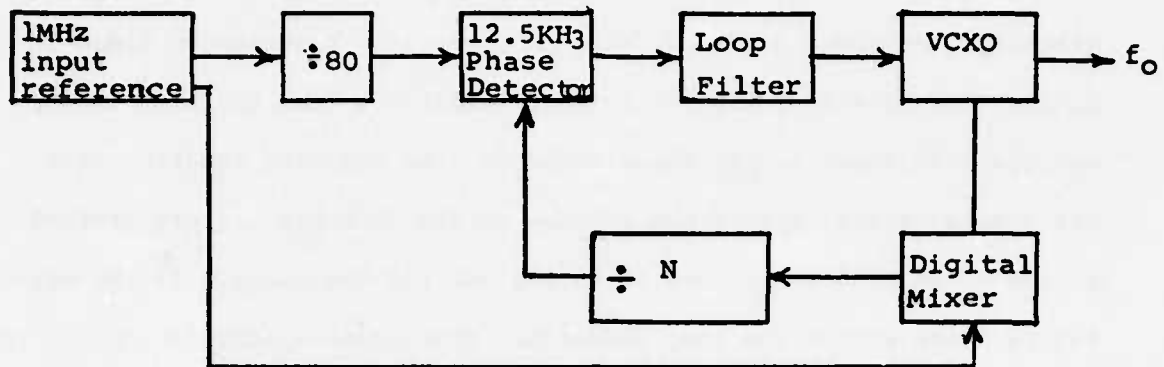 1MHz
input
reference
÷80
12.5KH3
Phase
Detector
Loop
Filter
VCXO
fo
÷ N
Digital
Mixer